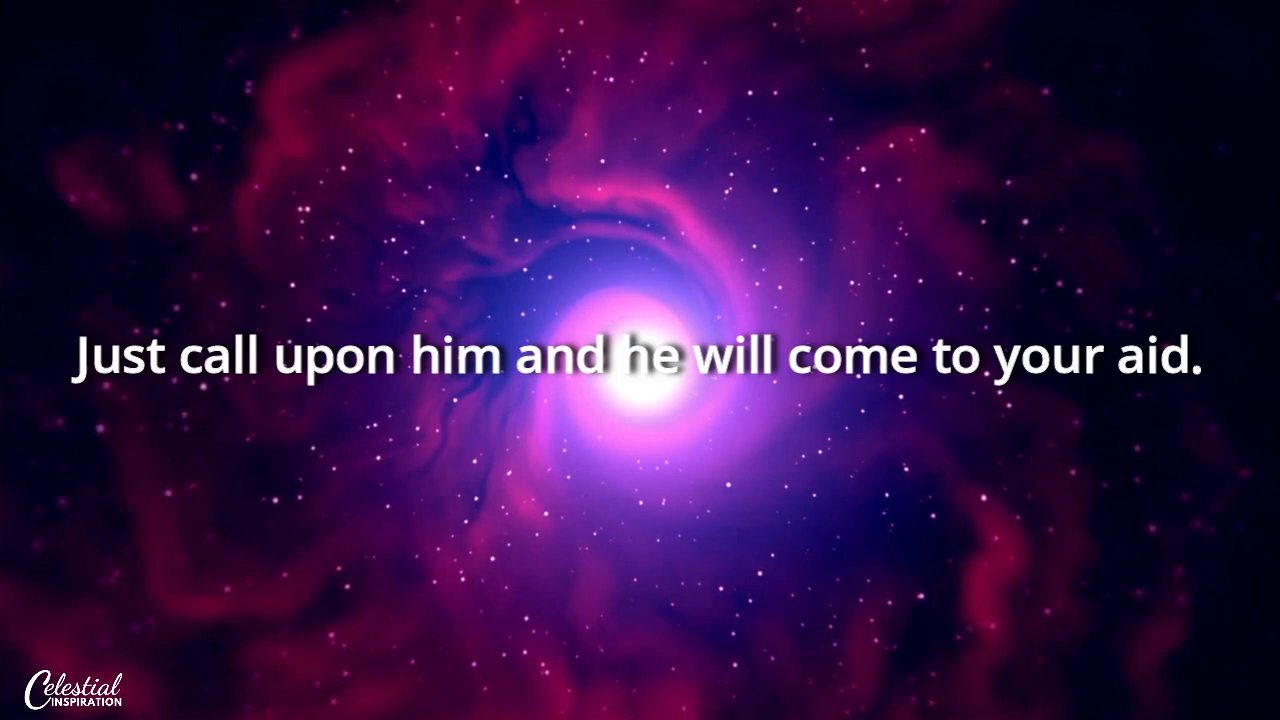 Just call upon him and he will come to your aid.
Celestial
INSPIRATION